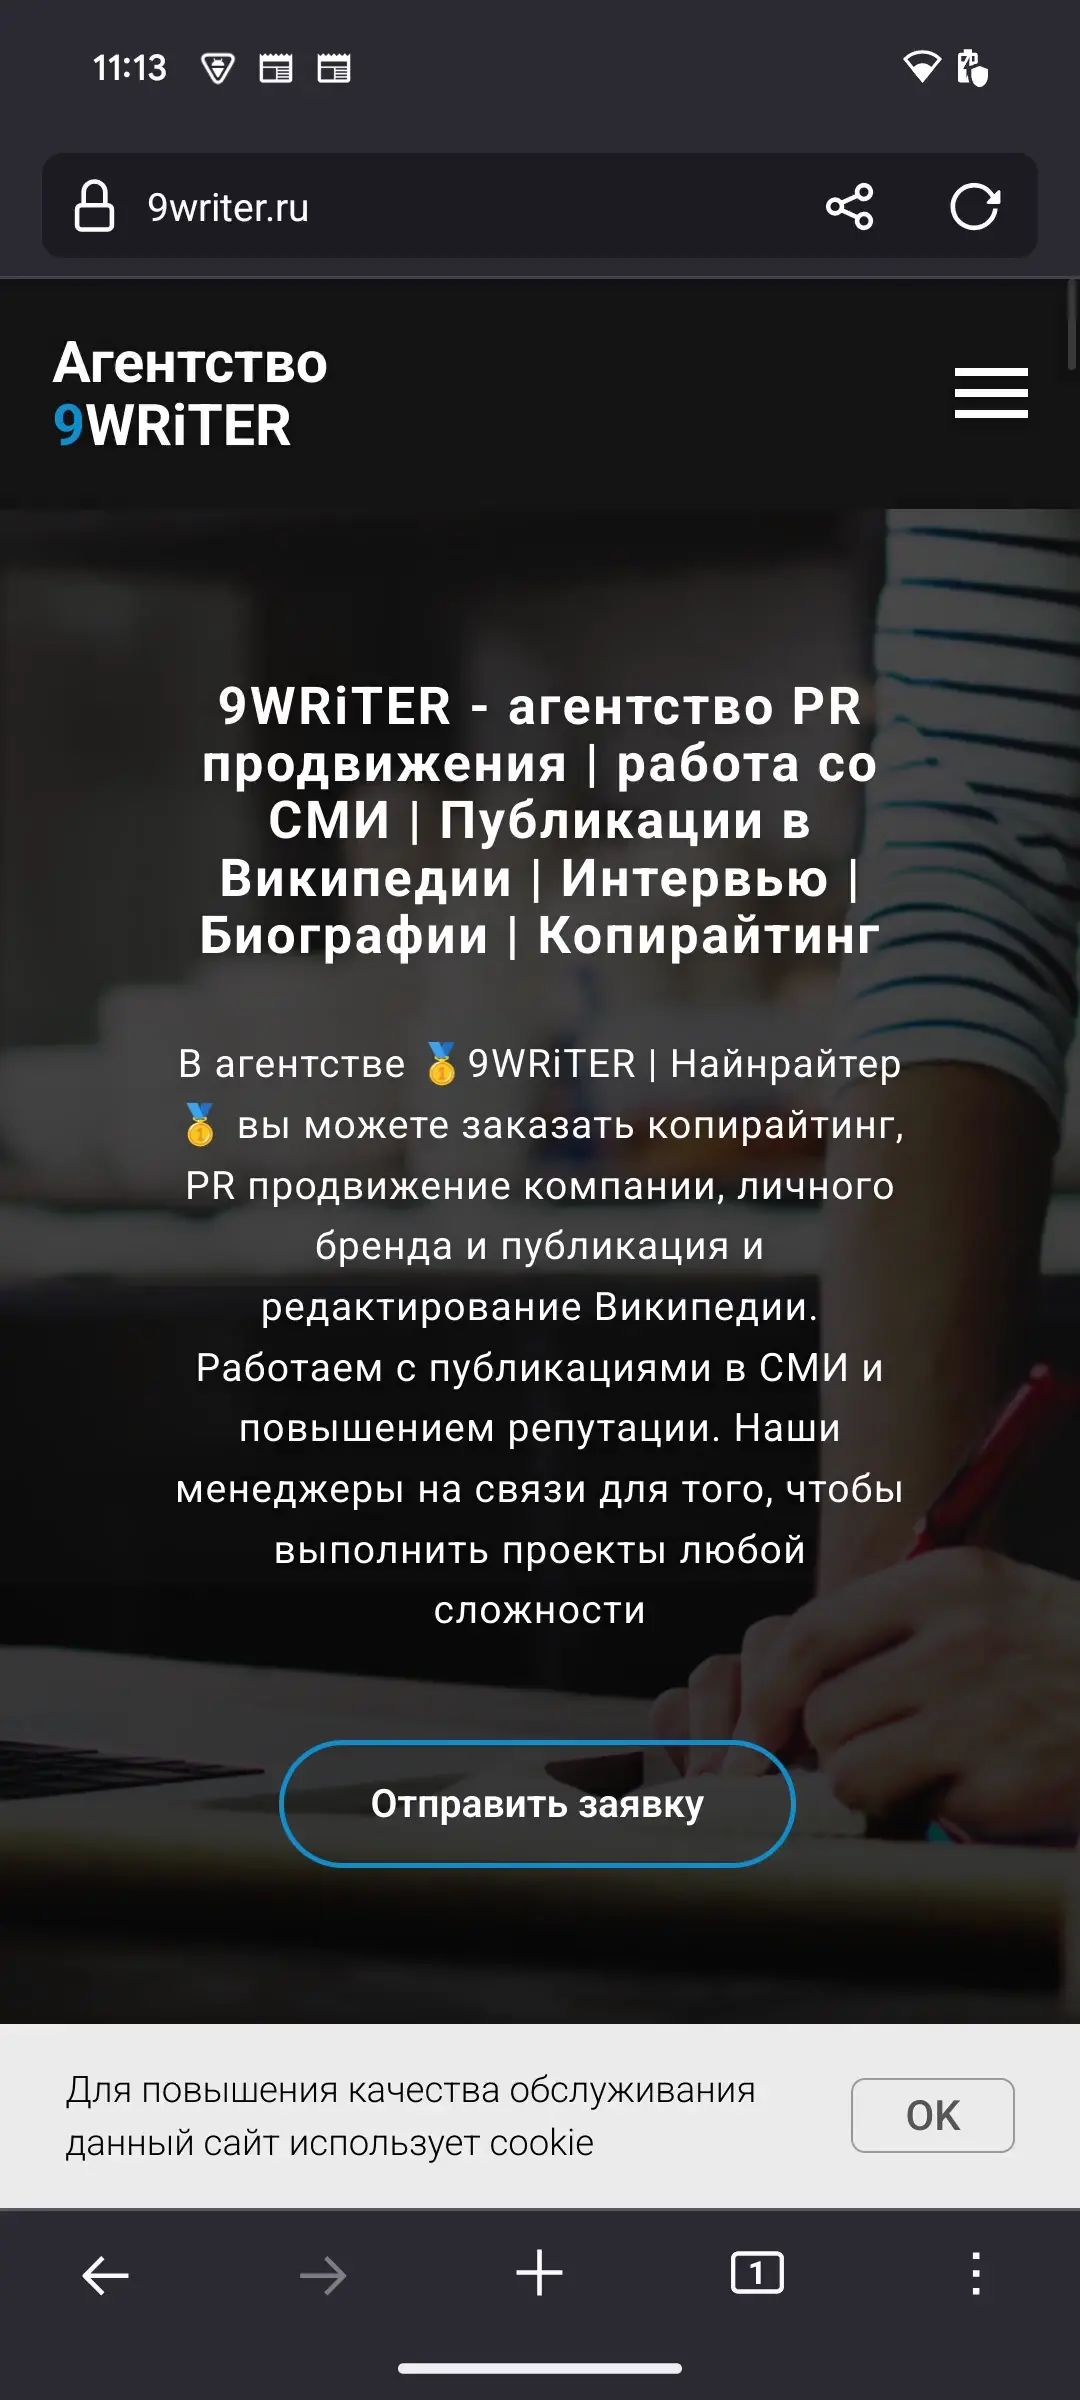 11:13
9writer.ru
Агентство
9WRiTER
9WRiTER - агентство PR
продвижения | работа со
СМИ | Публикации в
Википедии | Интервью |
Биографии | Копирайтинг
В агентстве 🥇9WRiTER | Найнрайтер
🥇 вы можете заказать копирайтинг,
PR продвижение компании, личного
бренда и публикация и
редактирование Википедии.
Работаем с публикациями в СМИ и
повышением репутации. Наши
менеджеры на связи для того, чтобы
выполнить проекты любой
сложности
Отправить заявку
Для повышения качества обслуживания
данный сайт использует cookie
OK
1